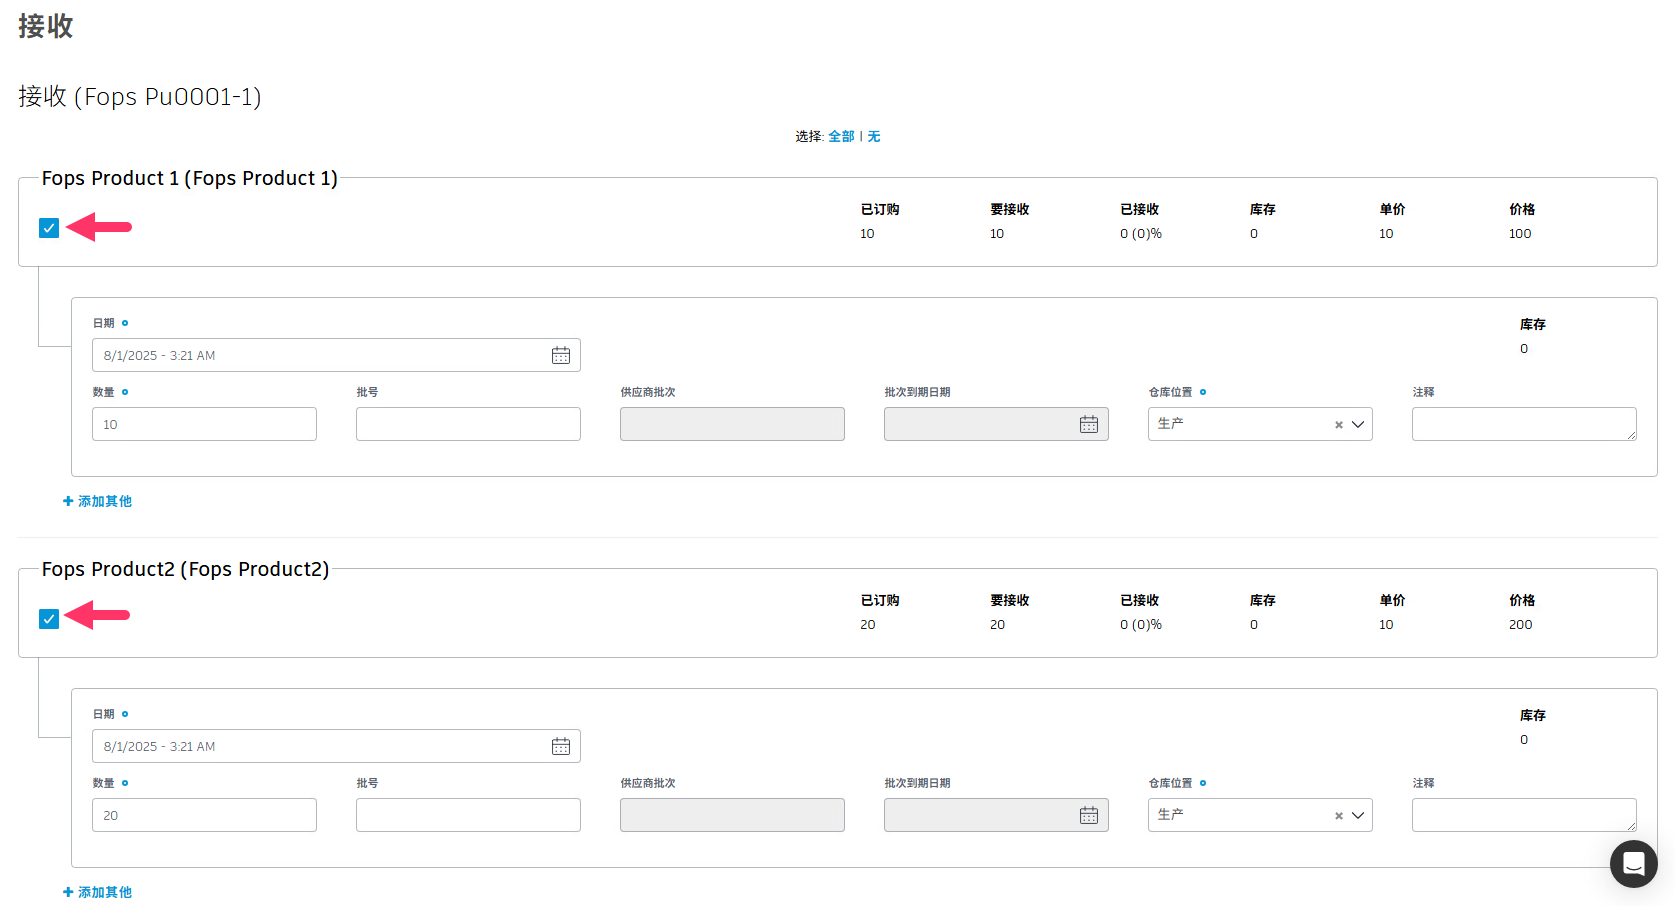 接收
接收 (Fops Pu0001-1)
选择: 全部 | 无
Fops Product 1 (Fops Product 1)
已订购 要接收 已接收 库存 单价 价格
10 10 0 (0)% 0 10 100
日期
库存
8/1/2025 - 3:21 AM
0
数量 批号 供应商批次 批次到期日期 仓库位置 注释
10 生产
添加其他
Fops Product2 (Fops Product2)
已订购 要接收 已接收 库存 单价 价格
20 20 0 (0)% 0 10 200
日期
库存
8/1/2025 - 3:21 AM
0
数量 批号 供应商批次 批次到期日期 仓库位置 注释
20 生产
添加其他